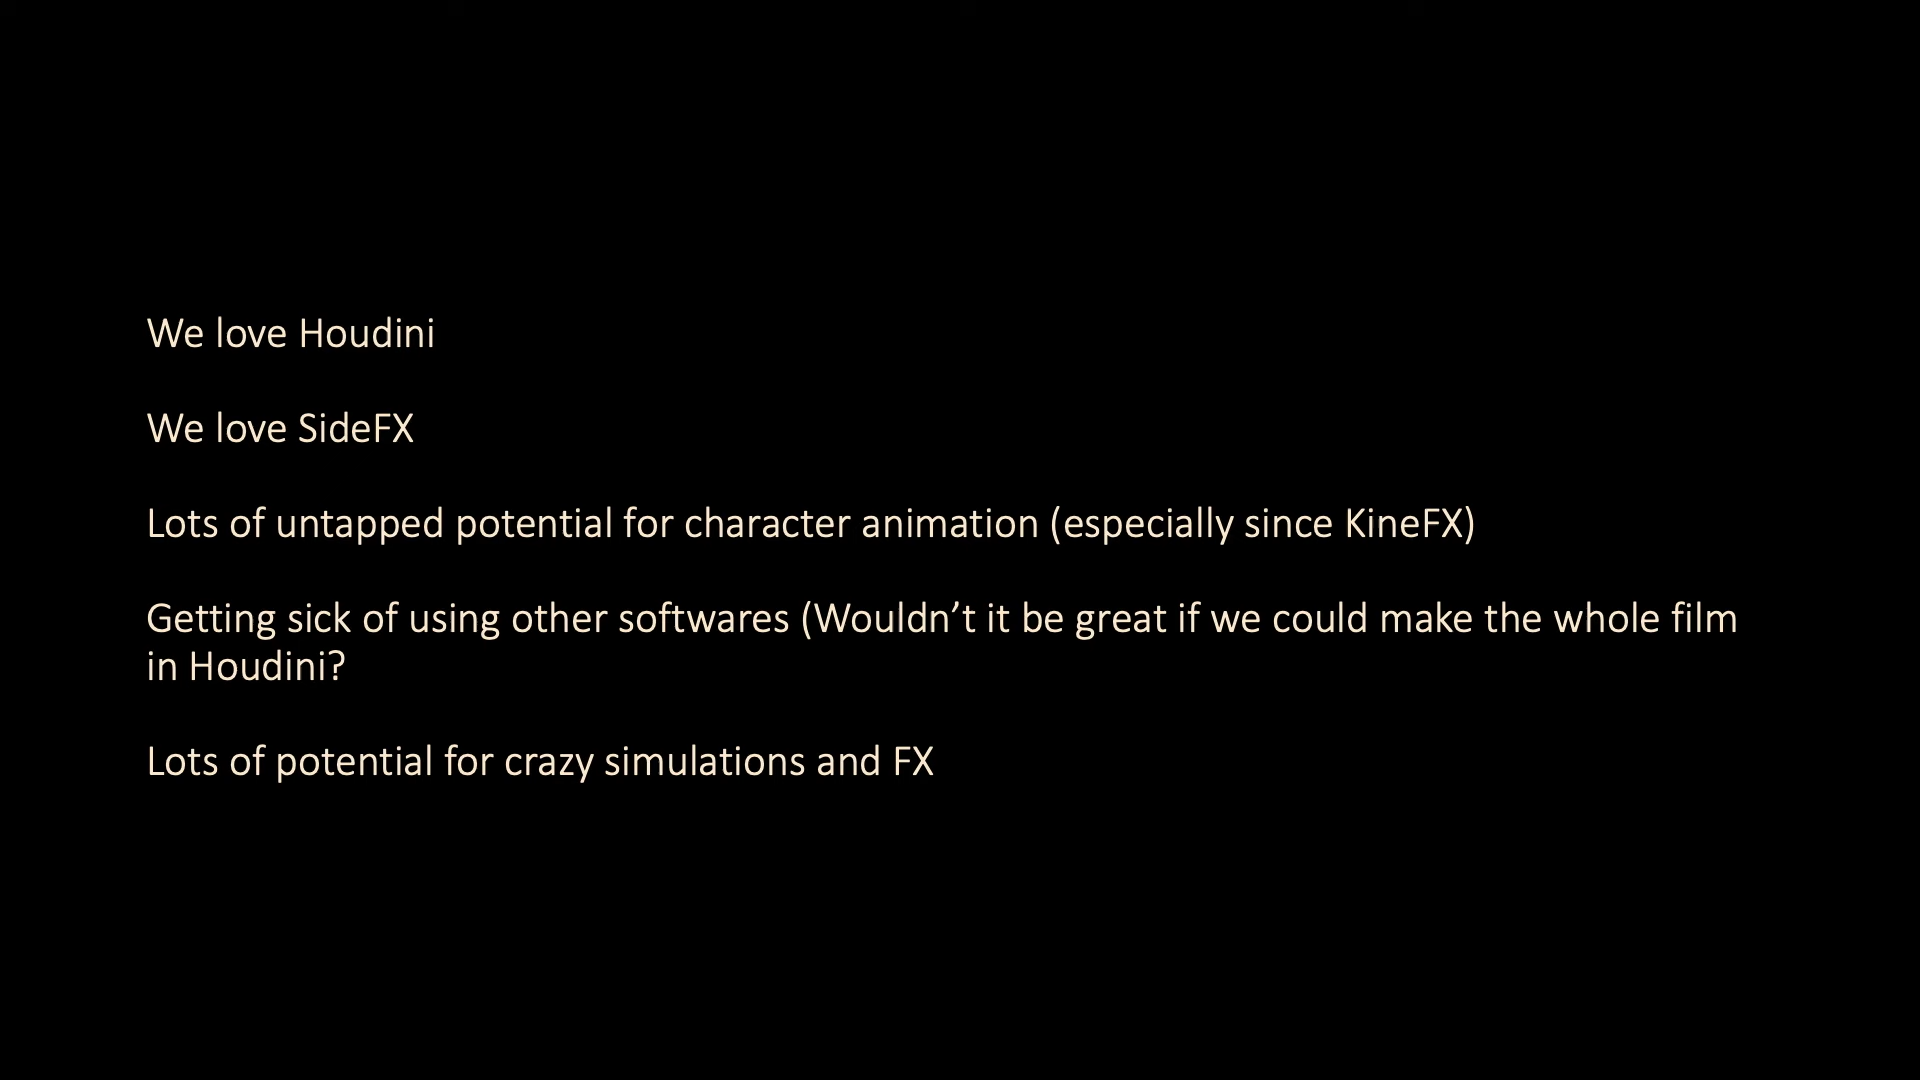 We love Houdini
We love SideFX
Lots of untapped potential for character animation (especially since KineFX)
Getting sick of using other softwares (Wouldn’t it be great if we could make the whole film
in Houdini?
Lots of potential for crazy simulations and FX